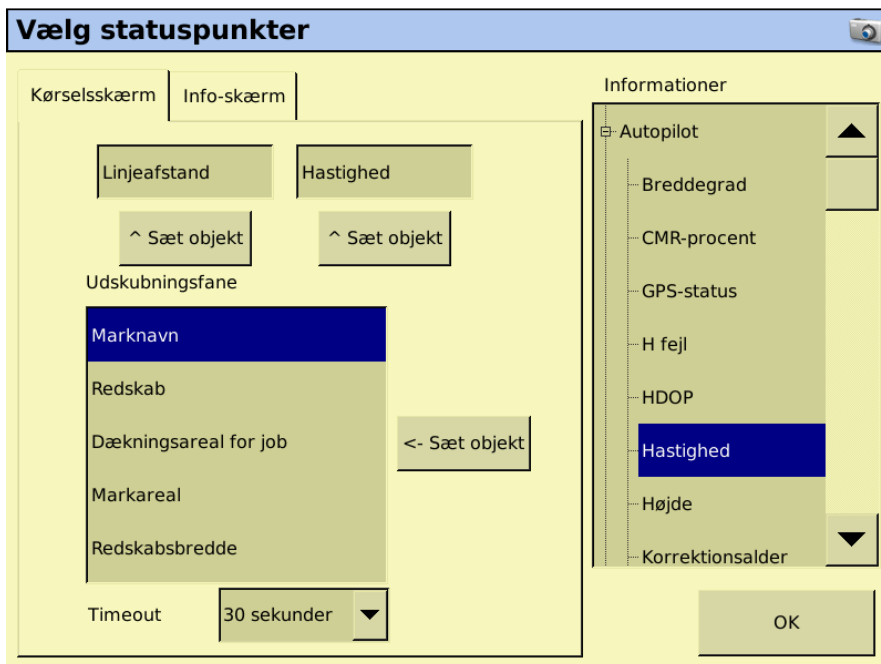 Vælg statuspunkter
Kørselsskærm
Info-skærm
Linjeafstand
Hastighed
^ Sæt objekt
^ Sæt objekt
Udskubningsfane
Marknavn
Redskab
Dækningsareal for job
Markareal
Redskabsbredde
<- Sæt objekt
Timeout
30 sekunder
Informationer
Autopilot
Breddegrad
CMR-procent
GPS-status
H fejl
HDOP
Hastighed
Højde
Korrektionsalder
OK